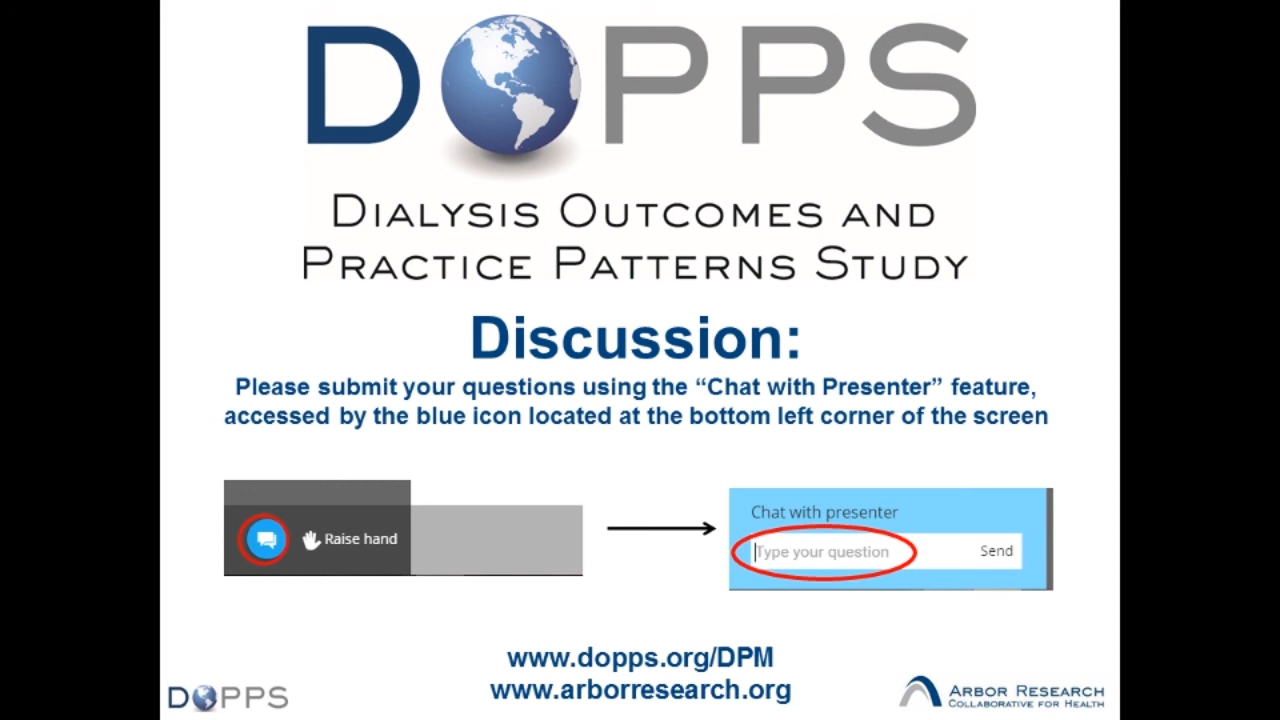 DOPPS
DIALYSIS OUTCOMES AND
PRACTICE PATTERNS STUDY
Discussion:
Please submit your questions using the “Chat with Presenter” feature,
accessed by the blue icon located at the bottom left corner of the screen
Raise hand
Chat with presenter
Type your question Send
www.dopps.org/DPM
www.arborresearch.org
DOPPS
ARBOR RESEARCH
COLLABORATIVE FOR HEALTH